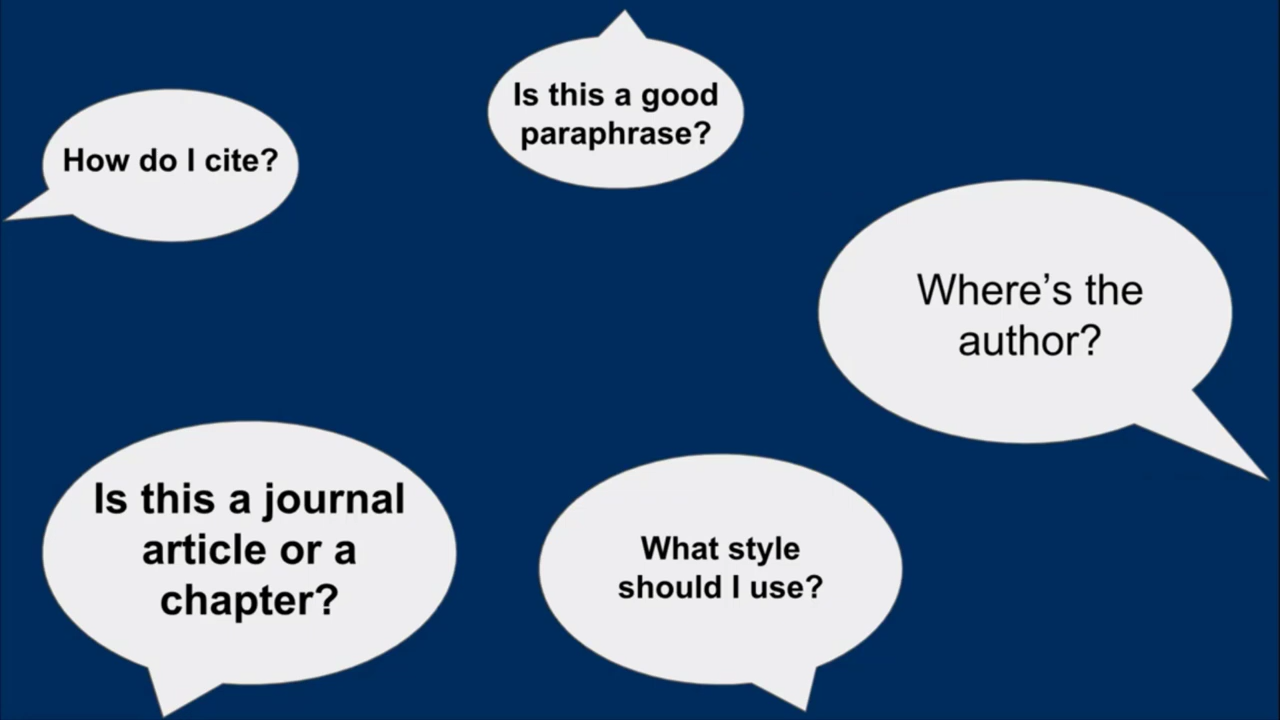 Is this a good
paraphrase?
How do I cite?
Where’s the
author?
Is this a journal
article or a
chapter?
What style
should I use?